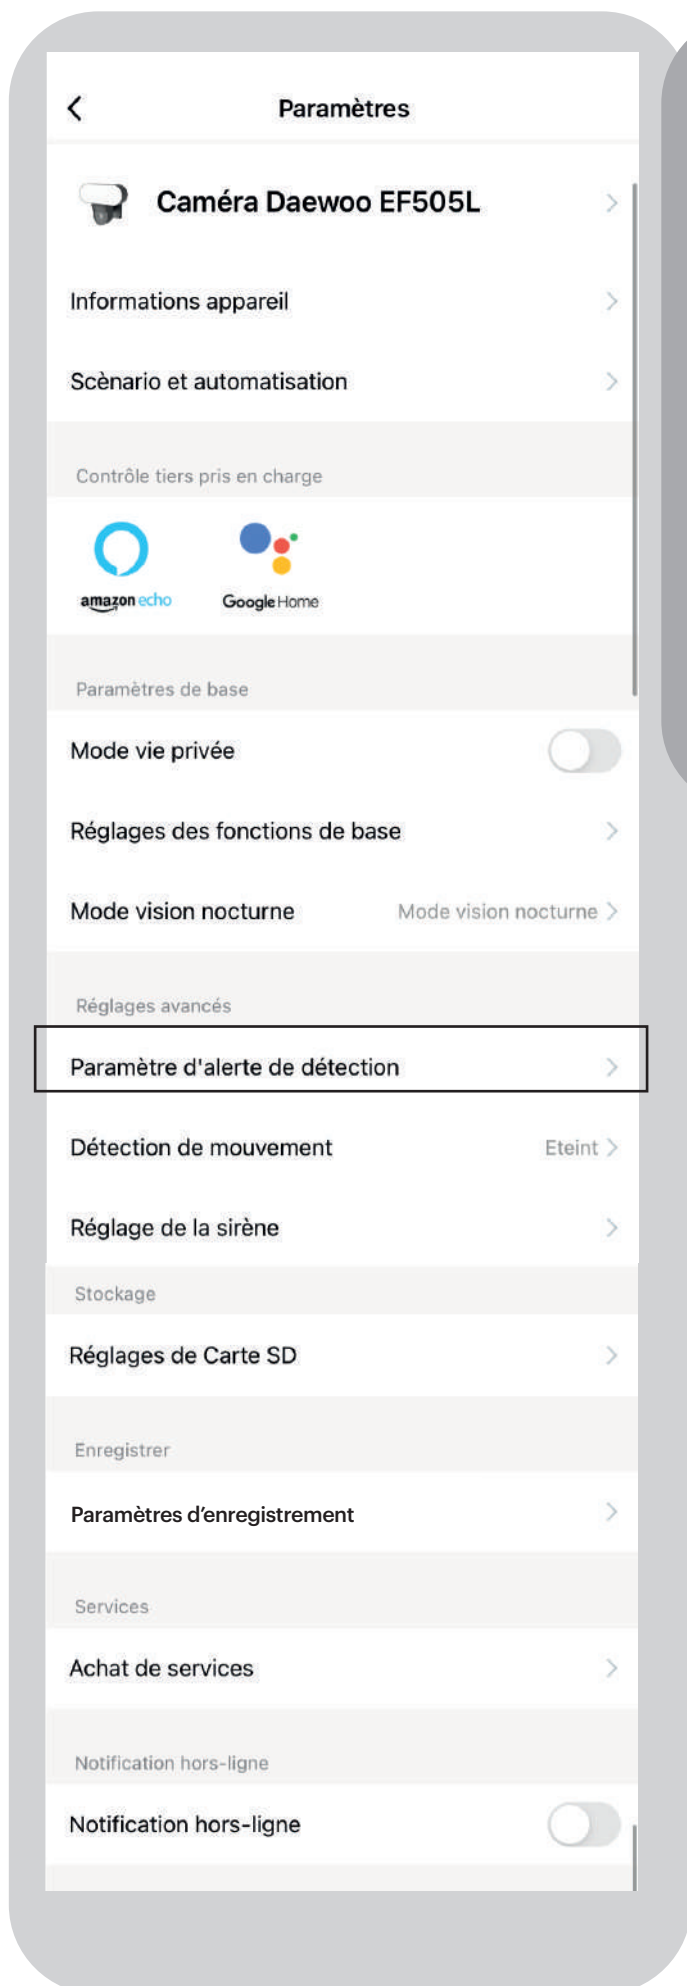 Paramètres
Caméra Daewoo EF505L
Informations appareil
Scènario et automatisation
Contrôle tiers pris en charge
amazon echo Google Home
Paramètres de base
Mode vie privée
Réglages des fonctions de base
Mode vision nocturne Mode vision nocturne
Réglages avancés
Paramètre d'alerte de détection
Détection de mouvement Eteint
Réglage de la sirène
Stockage
Réglages de Carte SD
Enregistrer
Paramètres d’enregistrement
Services
Achat de services
Notification hors-ligne
Notification hors-ligne